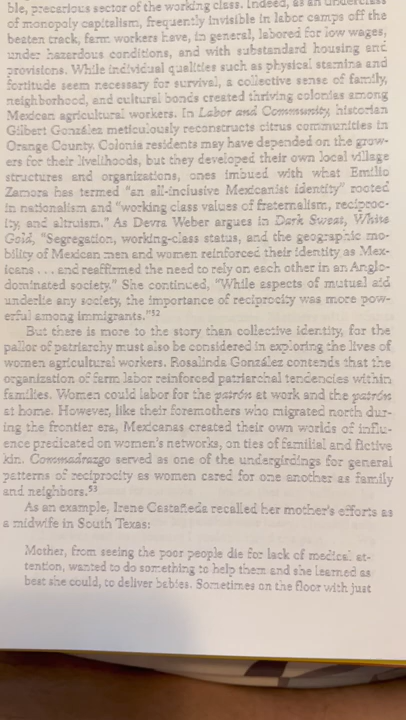 ble, precarious sector of the working class. Indeed, as an underclass
of monopoly capitalism, frequently invisible in labor camps off the
beaten track, farm workers have, in general, labored for low wages,
under hazardous conditions, and with substandard housing and
provisions. While individual qualities such as physical stamina and
fortitude seem necessary for survival, a collective sense of family,
neighborhood, and cultural bonds created thriving colonias among
Mexican agricultural workers. In Labor and Community, historian
Gilbert González meticulously reconstructs citrus communities in
Orange County. Colonia residents may have depended on the grow-
ers for their livelihoods, but they developed their own local village
structures and organizations, ones imbued with what Emilio
Zamora has termed "an all-inclusive Mexicanist identity" rooted
in nationalism and "working class values of fraternalism, reciproc-
ity, and altruism." As Devra Weber argues in Dark Sweat, White
Gold, "Segregation, working-class status, and the geographic mo-
bility of Mexican men and women reinforced their identity as Mex-
icans . . . and reaffirmed the need to rely on each other in an Anglo-
dominated society." She continued, "While aspects of mutual aid
underlie any society, the importance of reciprocity was more pow-
erful among immigrants."52
But there is more to the story than collective identity, for the
pallor of patriarchy must also be considered in exploring the lives of
women agricultural workers. Rosalinda González contends that the
organization of farm labor reinforced patriarchal tendencies within
families. Women could labor for the patrón at work and the patrón
at home. However, like their foremothers who migrated north dur-
ing the frontier era, Mexicanas created their own worlds of influ-
ence predicated on women's networks, on ties of familial and fictive
kin. Commadrazgo served as one of the undergirdings for general
patterns of reciprocity as women cared for one another as family
and neighbors.53
As an example, Irene Castañeda recalled her mother's efforts as
a midwife in South Texas:
Mother, from seeing the poor people die for lack of medical at-
tention, wanted to do something to help them and she learned as
best she could, to deliver babies. Sometimes on the floor with just